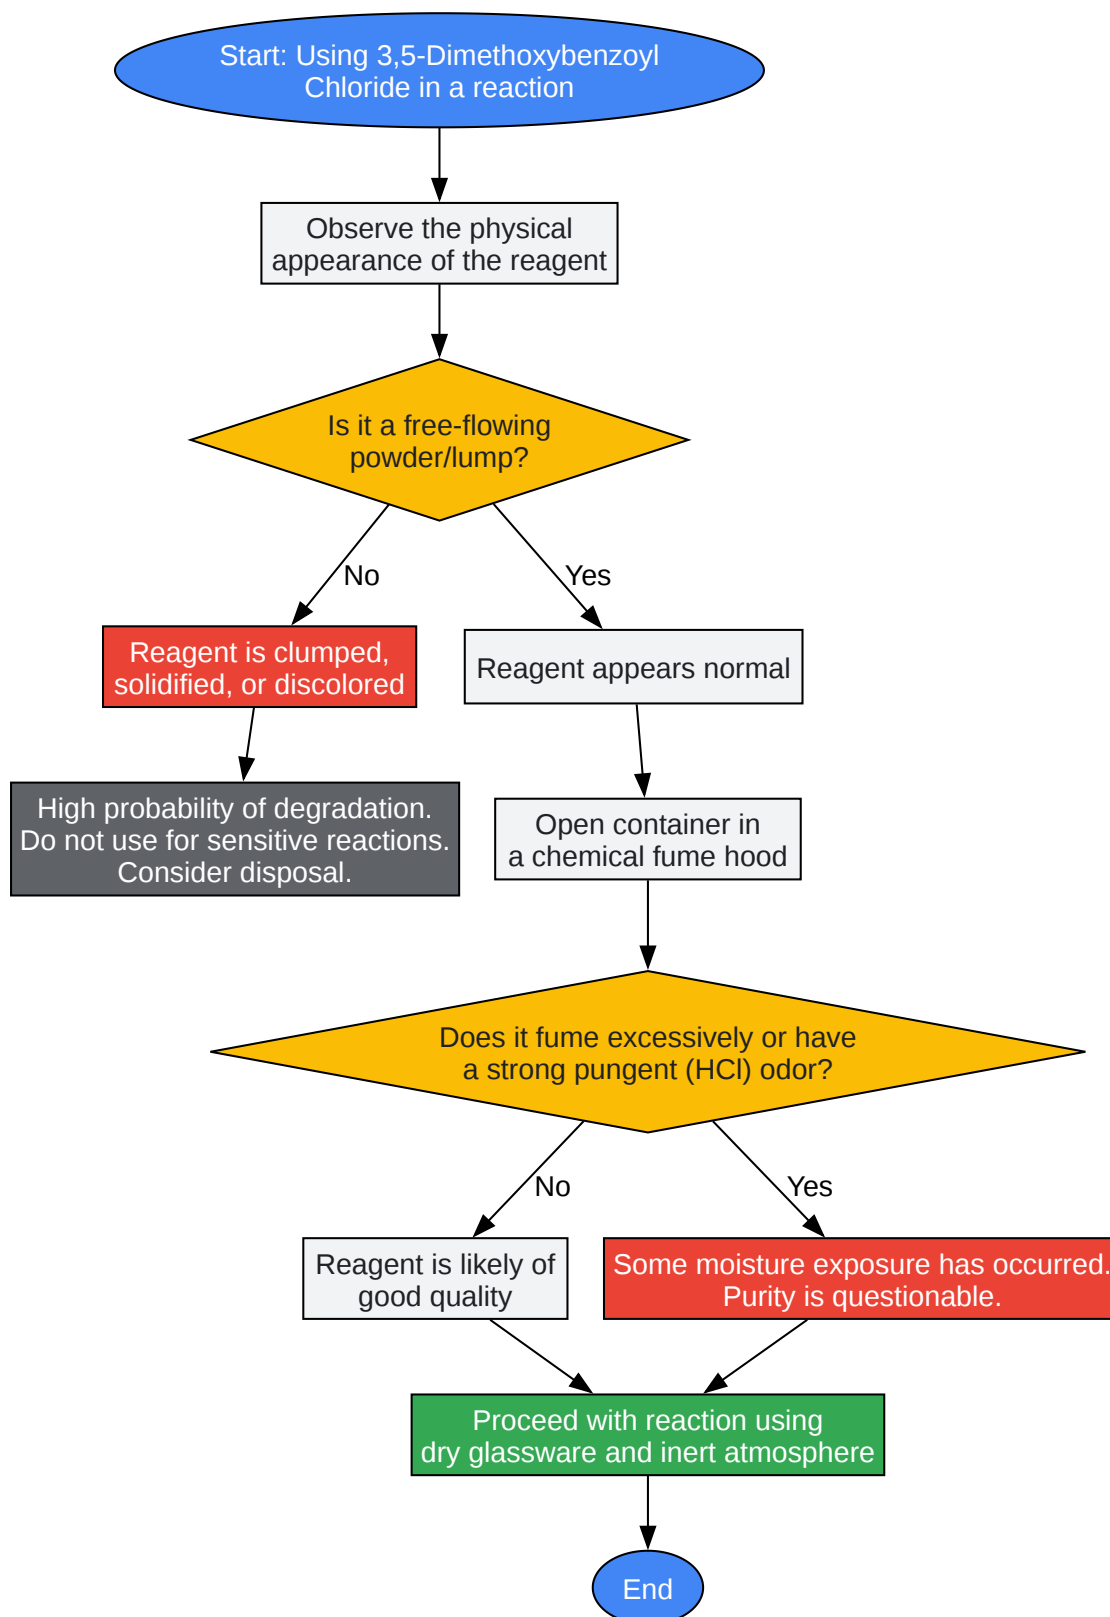 Start: Using 3,5-Dimethoxybenzoyl
Chloride in a reaction
Observe the physical
appearance of the reagent
Is it a free-flowing
powder/lump?
No
Yes
Reagent is clumped,
solidified, or discolored
Reagent appears normal
High probability of degradation.
Do not use for sensitive reactions.
Consider disposal.
Open container in
a chemical fume hood
Does it fume excessively or have
a strong pungent (HCl) odor?
No
Yes
Reagent is likely of
good quality
Some moisture exposure has occurred.
Purity is questionable.
Proceed with reaction using
dry glassware and inert atmosphere
End